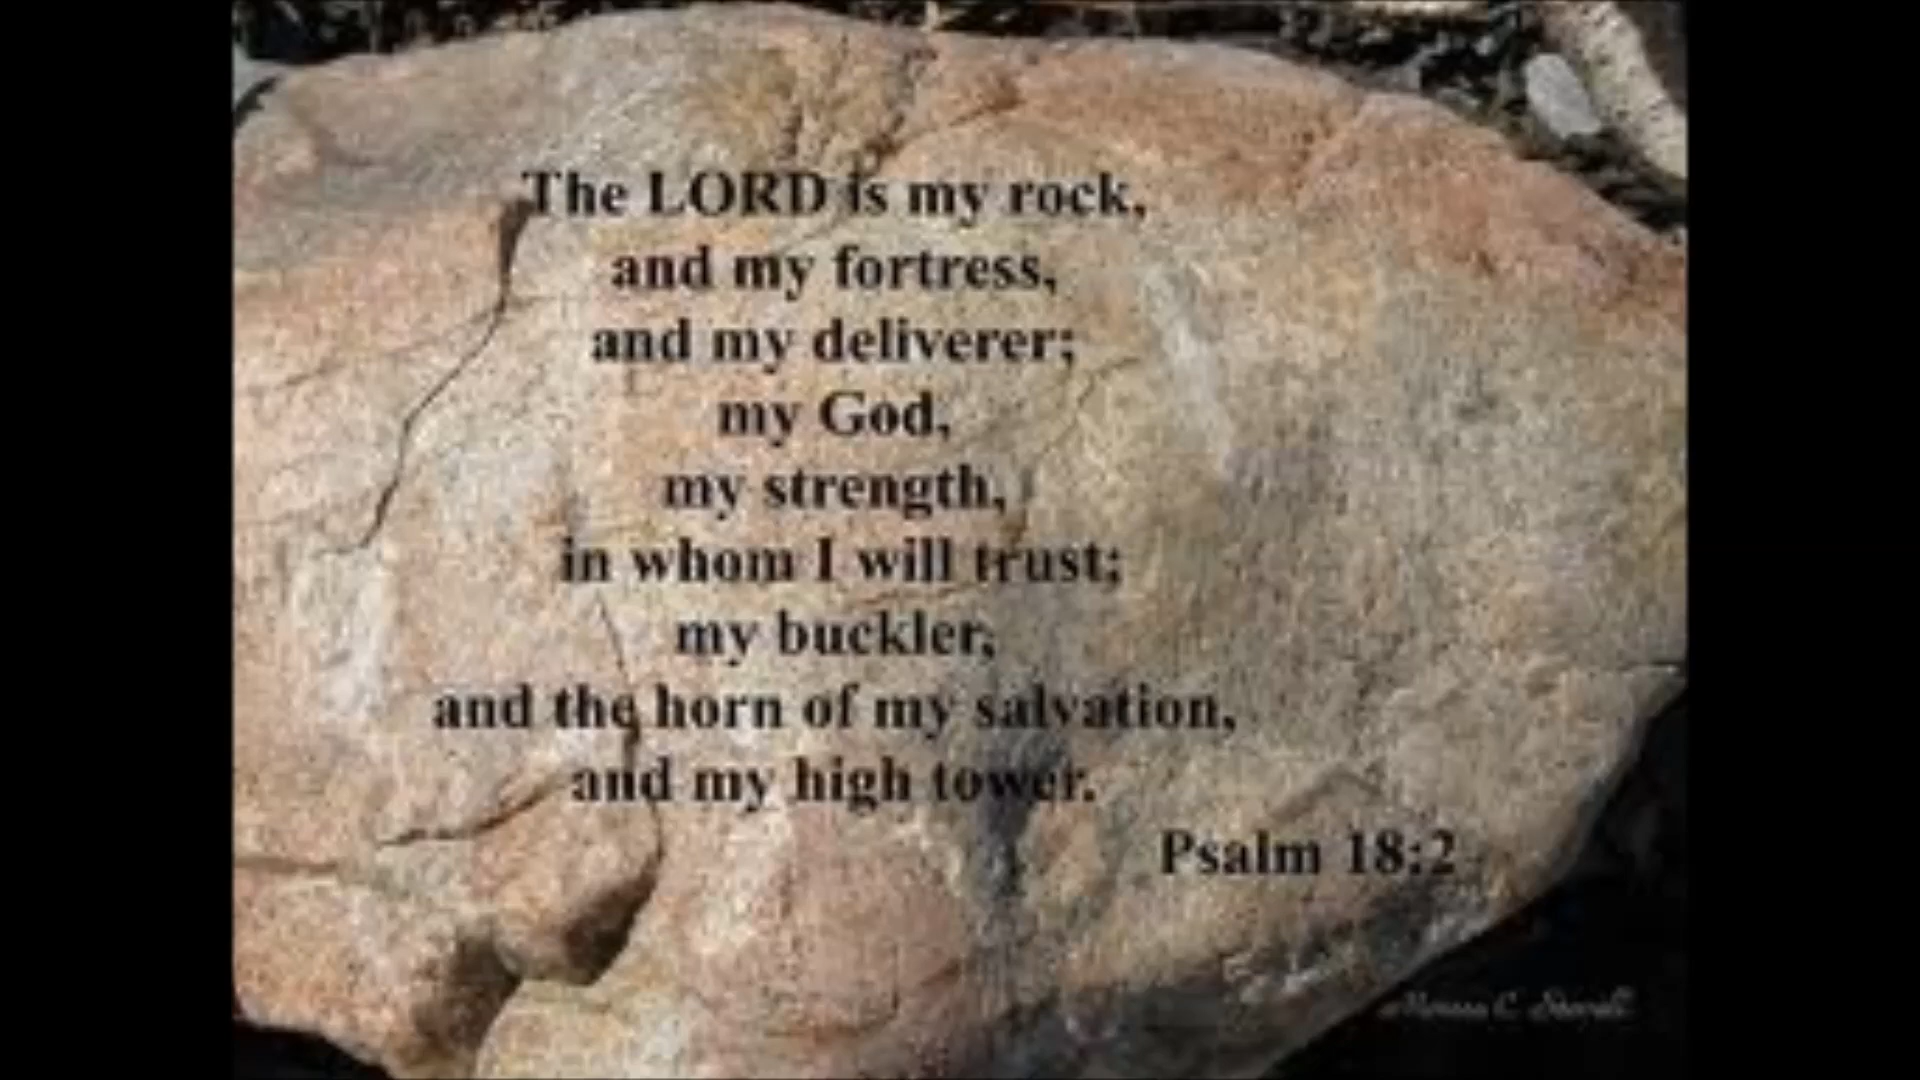 The LORD is my rock,
and my fortress,
and my deliverer;
my God,
my strength,
in whom I will trust;
my buckler,
and the horn of my salvation,
and my high tower.
Psalm 18:2